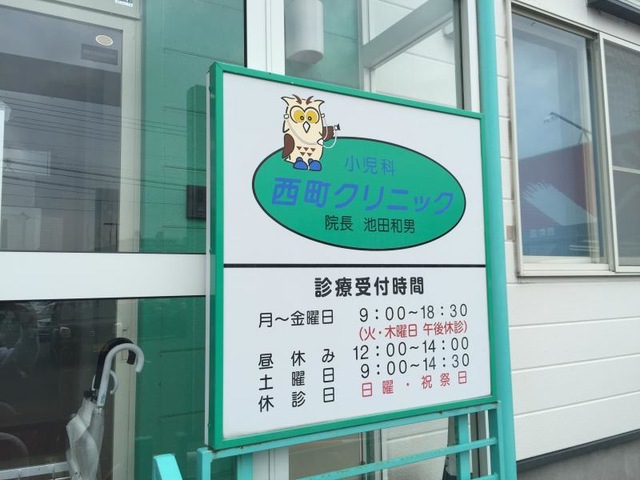 小児科
西町クリニック
院長 池田和男
診療受付時間
月～金曜日 9：00～18：30
(火・木曜日 午後休診)
昼休み 12：00～14：00
土曜日 9：00～14：30
休診日 日曜・祝祭日